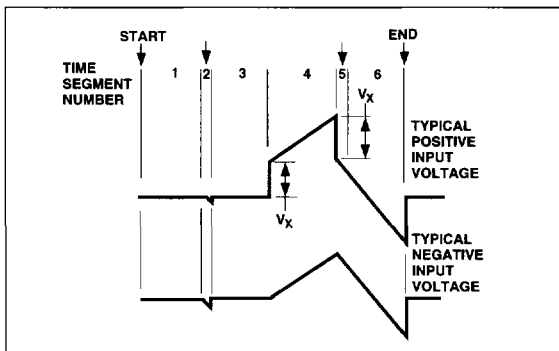 START
END
TIME
SEGMENT
NUMBER
1 2 3 4 5 6
VX
TYPICAL
POSITIVE
INPUT
VOLTAGE
VX
TYPICAL
NEGATIVE
INPUT
VOLTAGE